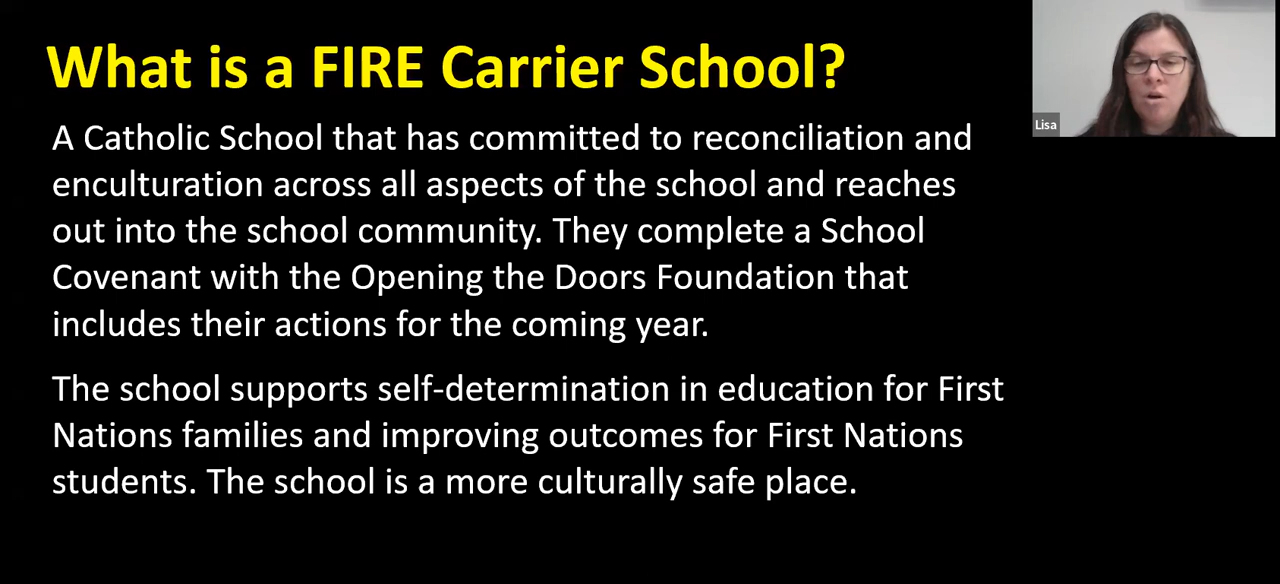 What is a FIRE Carrier School?
A Catholic School that has committed to reconciliation and
enculturation across all aspects of the school and reaches
out into the school community. They complete a School
Covenant with the Opening the Doors Foundation that
includes their actions for the coming year.
The school supports self-determination in education for First
Nations families and improving outcomes for First Nations
students. The school is a more culturally safe place.
Lisa